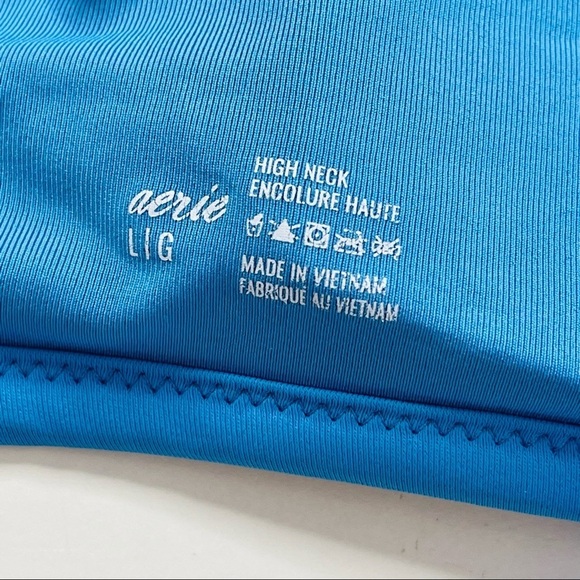 aerie
L|G
HIGH NECK
ENCOLURE HAUTE
MADE IN VIETNAM
FABRIQUÉ AU VIETNAM